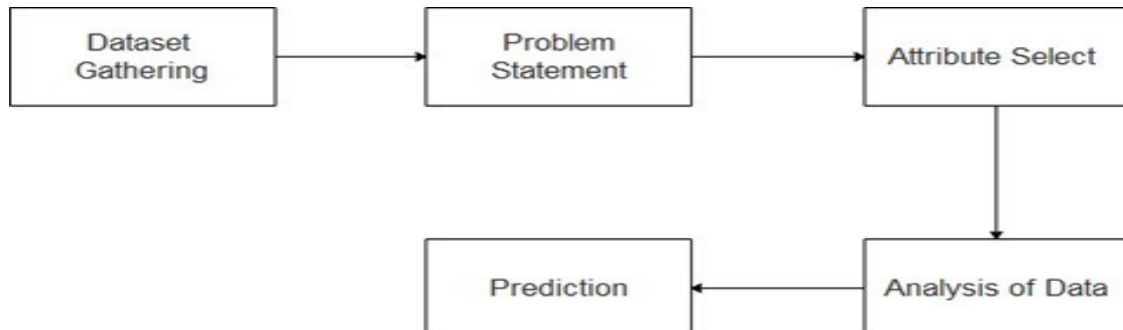 Dataset
Gathering
Problem
Statement
Attribute Select
Analysis of Data
Prediction